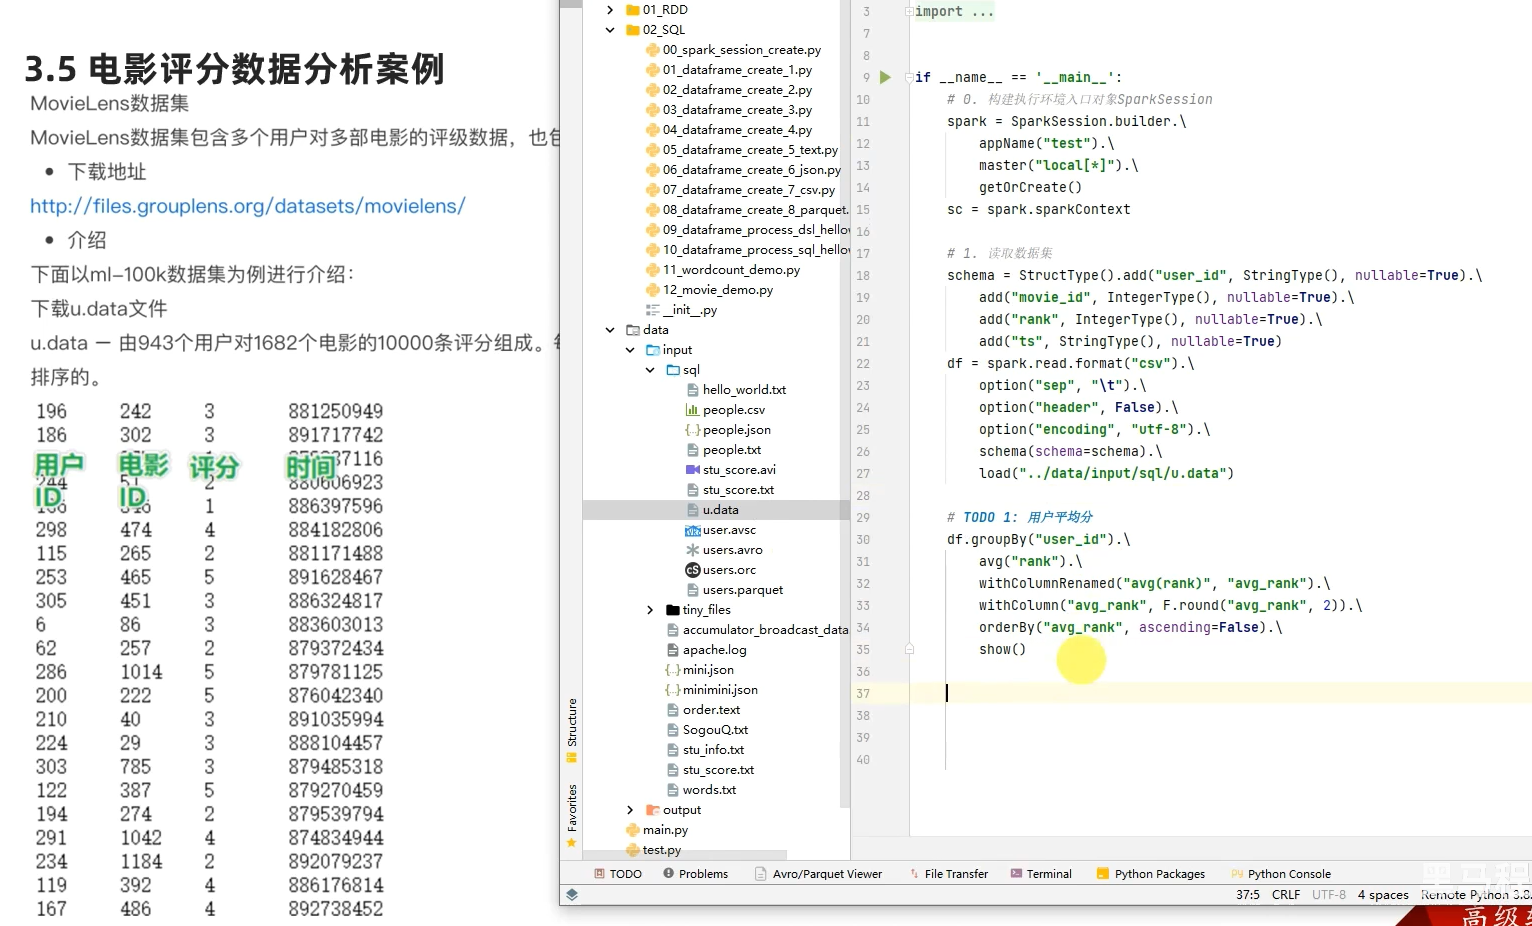 3.5 电影评分数据分析案例
MovieLens数据集
MovieLens数据集包含多个用户对多部电影的评级数据，也包
• 下载地址
http://files.grouplens.org/datasets/movielens/
• 介绍
下面以ml-100k数据集为例进行介绍：
下载u.data文件
u.data — 由943个用户对1682个电影的10000条评分组成。每
排序的。
196 242 3 881250949
186 302 3 891717742
用户ID 电影ID 评分 时间
244 51 2 880606923
1 886397596
298 474 4 884182806
115 265 2 881171488
253 465 5 891628467
305 451 3 886324817
6 86 3 883603013
62 257 2 879372434
286 1014 5 879781125
200 222 5 876042340
210 40 3 891035994
224 29 3 888104457
303 785 3 879485318
122 387 5 879270459
194 274 2 879539794
291 1042 4 874834944
234 1184 2 892079237
119 392 4 886176814
167 486 4 892738452
01_RDD
02_SQL
00_spark_session_create.py
01_dataframe_create_1.py
02_dataframe_create_2.py
03_dataframe_create_3.py
04_dataframe_create_4.py
05_dataframe_create_5_text.py
06_dataframe_create_6_json.py
07_dataframe_create_7_csv.py
08_dataframe_create_8_parquet.
09_dataframe_process_dsl_hello
10_dataframe_process_sql_hello
11_wordcount_demo.py
12_movie_demo.py
__init__.py
data
input
sql
hello_world.txt
people.csv
people.json
people.txt
stu_score.avi
stu_score.txt
u.data
user.avsc
users.avro
users.orc
users.parquet
tiny_files
accumulator_broadcast_data
apache.log
mini.json
minimini.json
order.text
SogouQ.txt
stu_info.txt
stu_score.txt
words.txt
output
main.py
test.py
Structure
Favorites
3 import ...
7
8
9 if __name__ == '__main__':
10 # 0. 构建执行环境入口对象SparkSession
11 spark = SparkSession.builder.\
12 appName("test").\
13 master("local[*]").\
14 getOrCreate()
15 sc = spark.sparkContext
16
17 # 1. 读取数据集
18 schema = StructType().add("user_id", StringType(), nullable=True).\
19 add("movie_id", IntegerType(), nullable=True).\
20 add("rank", IntegerType(), nullable=True).\
21 add("ts", StringType(), nullable=True)
22 df = spark.read.format("csv").\
23 option("sep", "\t").\
24 option("header", False).\
25 option("encoding", "utf-8").\
26 schema(schema=schema).\
27 load("../data/input/sql/u.data")
28
29 # TODO 1: 用户平均分
30 df.groupBy("user_id").\
31 avg("rank").\
32 withColumnRenamed("avg(rank)", "avg_rank").\
33 withColumn("avg_rank", F.round("avg_rank", 2)).\
34 orderBy("avg_rank", ascending=False).\
35 show()
36
37
38
39
40
TODO Problems Avro/Parquet Viewer File Transfer Terminal Python Packages Python Console
37:5 CRLF UTF-8 4 spaces Remote Python 3.8.
黑马程
高级软